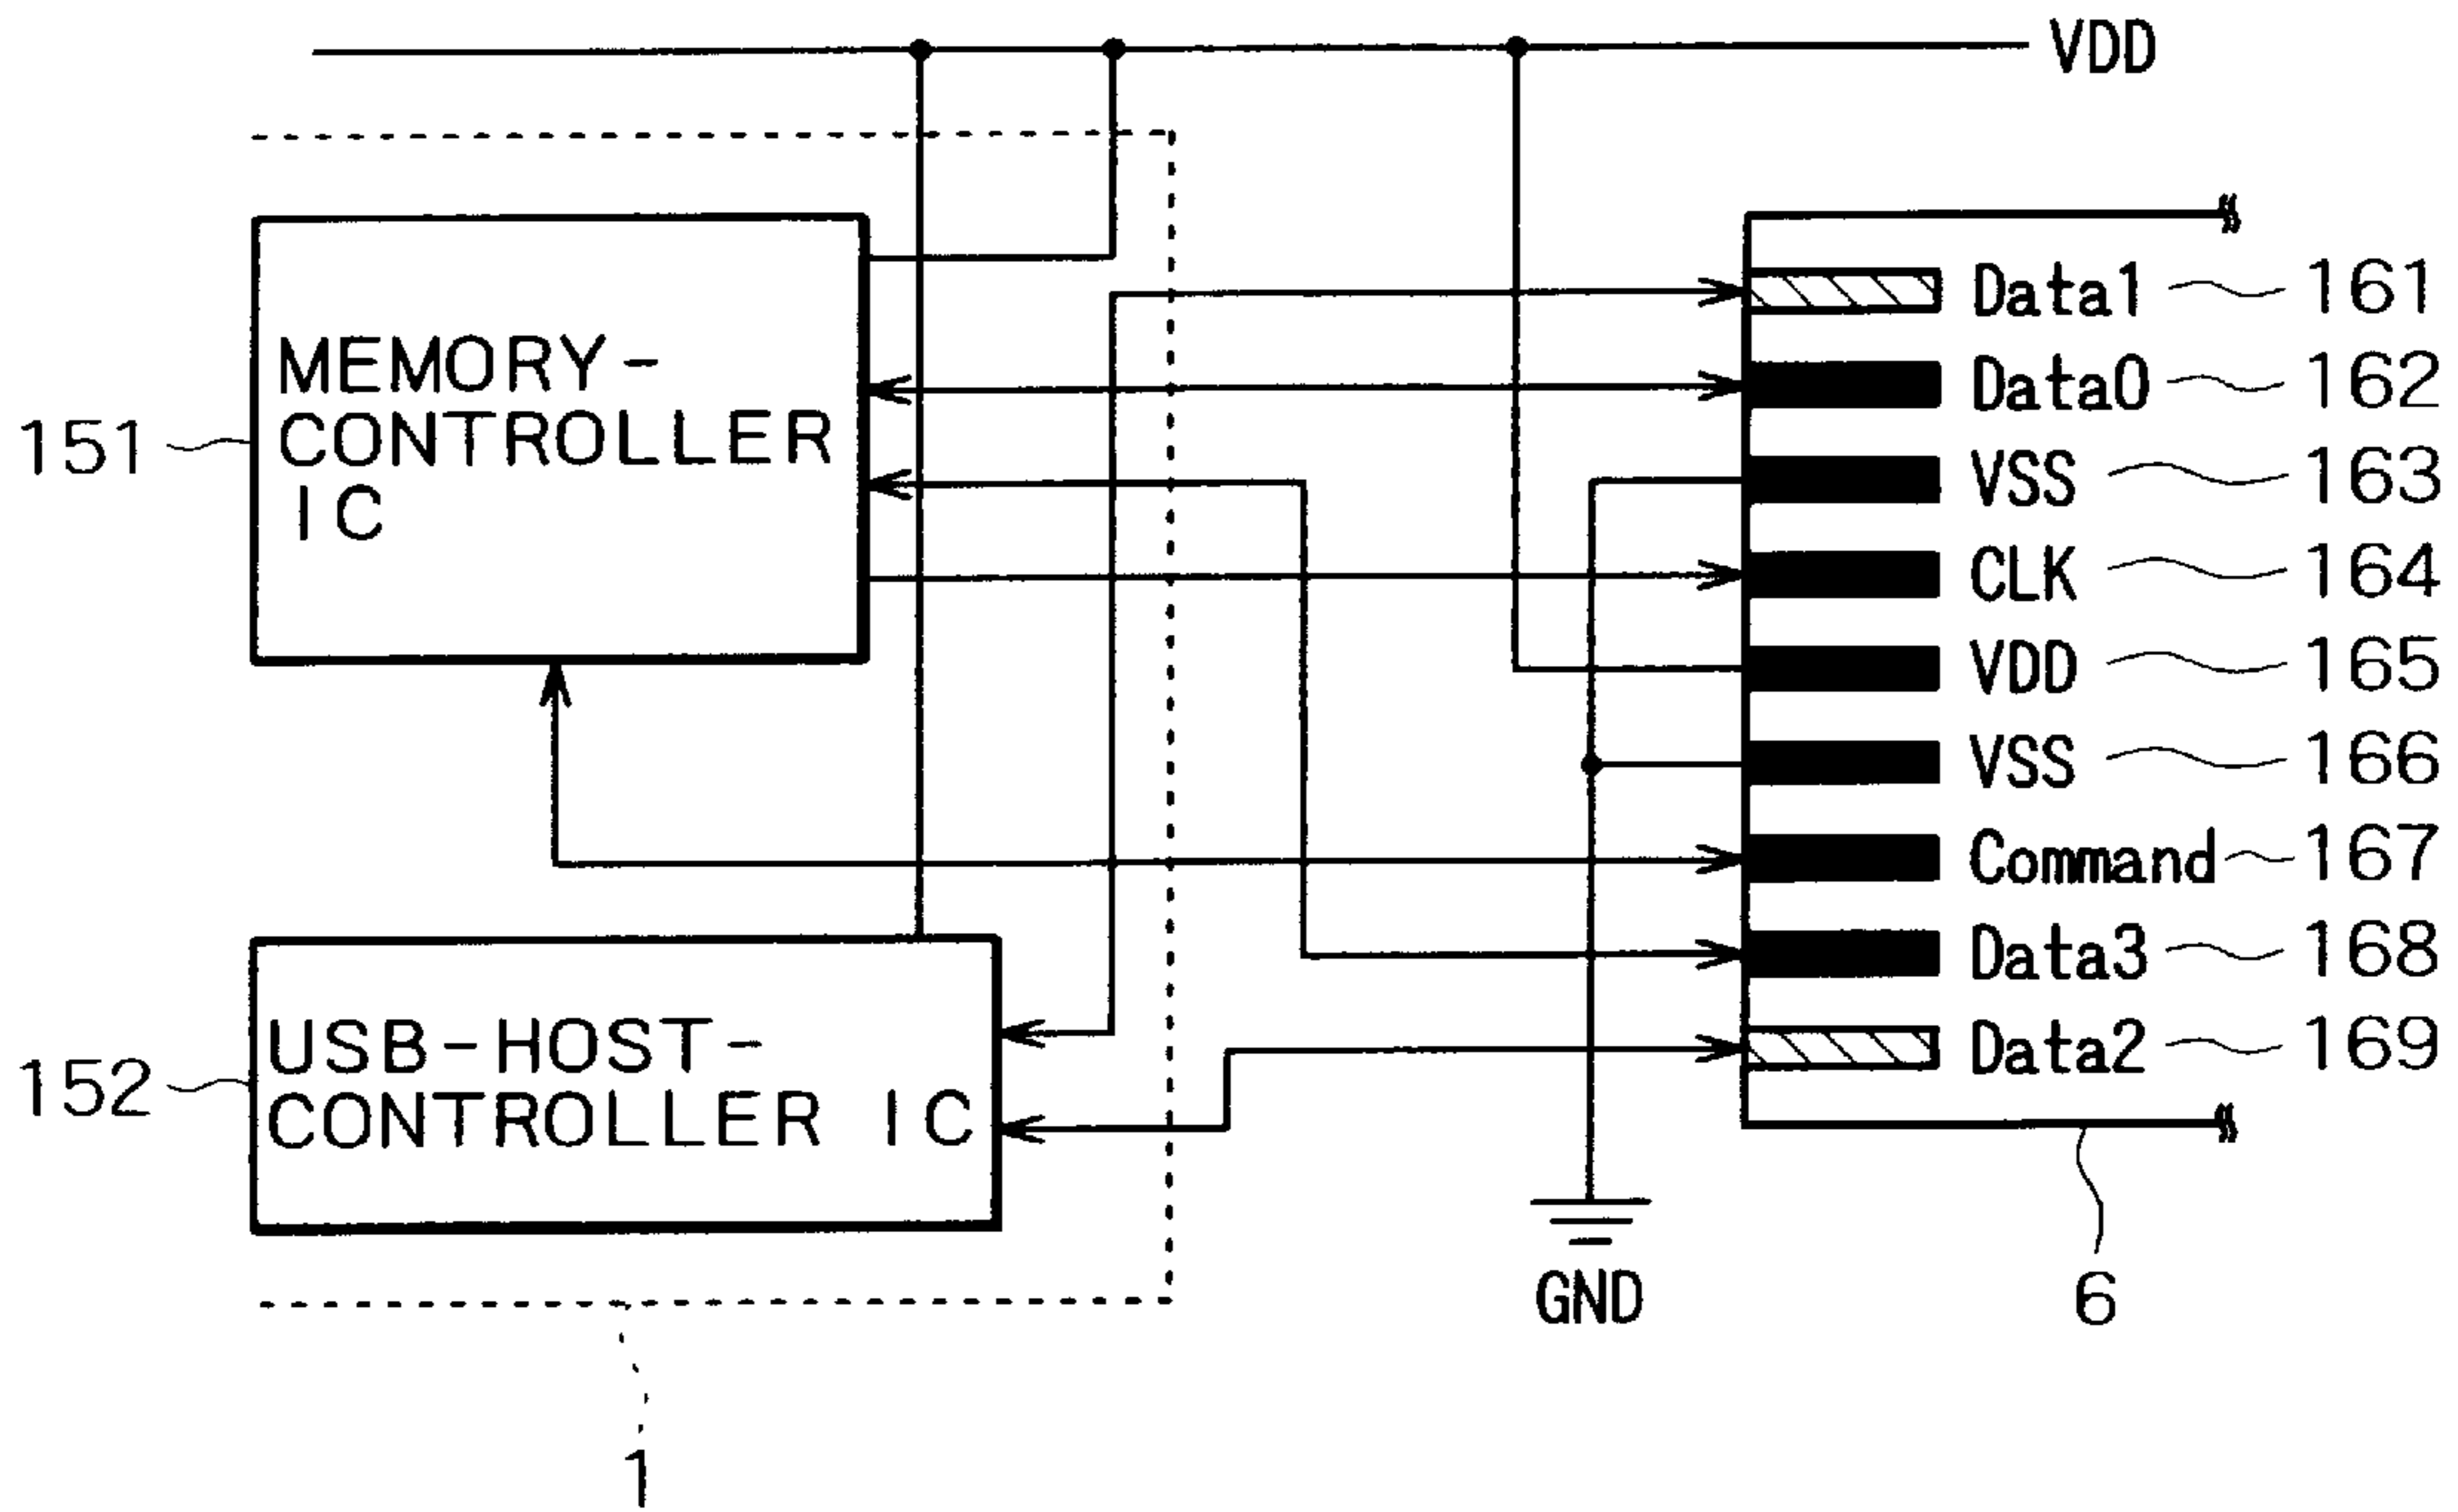 VDD
151
MEMORY-
CONTROLLER
IC
152
USB-HOST-
CONTROLLER IC
1
Data1 161
Data0 162
VSS 163
CLK 164
VDD 165
VSS 166
Command 167
Data3 168
Data2 169
GND
6